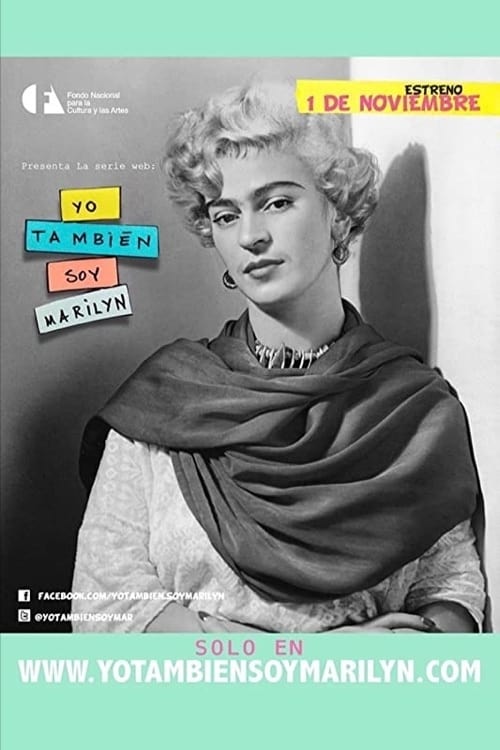 Fondo Nacional
para la
Cultura y las Artes
ESTRENO
1 DE NOVIEMBRE
Presenta La serie web:
YO
TAMBIÉN
SOY
MARILYN
FACEBOOK.COM/YOTAMBIENSOYMARILYN
@YOTAMBIENSOYMAR
SOLO EN
WWW.YOTAMBIENSOYMARILYN.COM